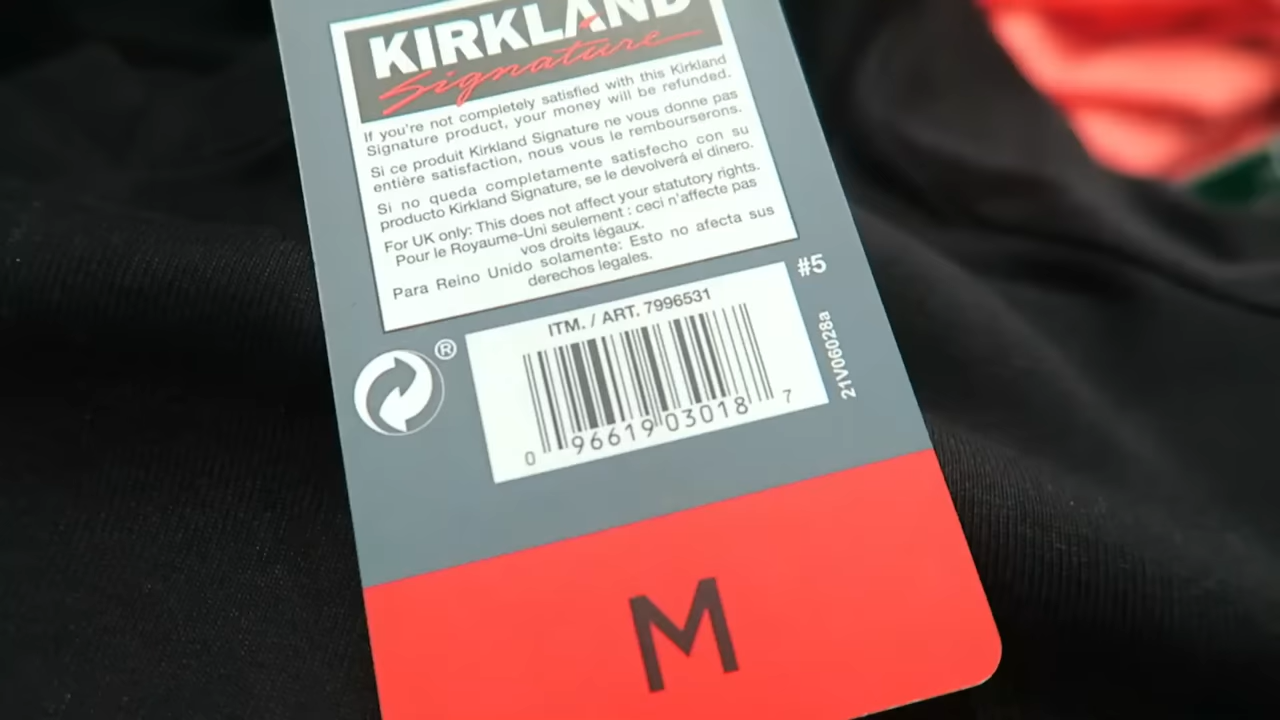 KIRKLAND
Signature
If you're not completely satisfied with this Kirkland
Signature product, your money will be refunded.
Si ce produit Kirkland Signature ne vous donne pas
entière satisfaction, nous vous le rembourserons.
Si no queda completamente satisfecho con su
producto Kirkland Signature, se le devolverá el dinero.
For UK only: This does not affect your statutory rights.
Pour le Royaume-Uni seulement : ceci n'affecte pas
vos droits légaux.
Para Reino Unido solamente: Esto no afecta sus
derechos legales.
#5
ITM. / ART. 7996531
®
21V06028a
0 96619 03018 7
M